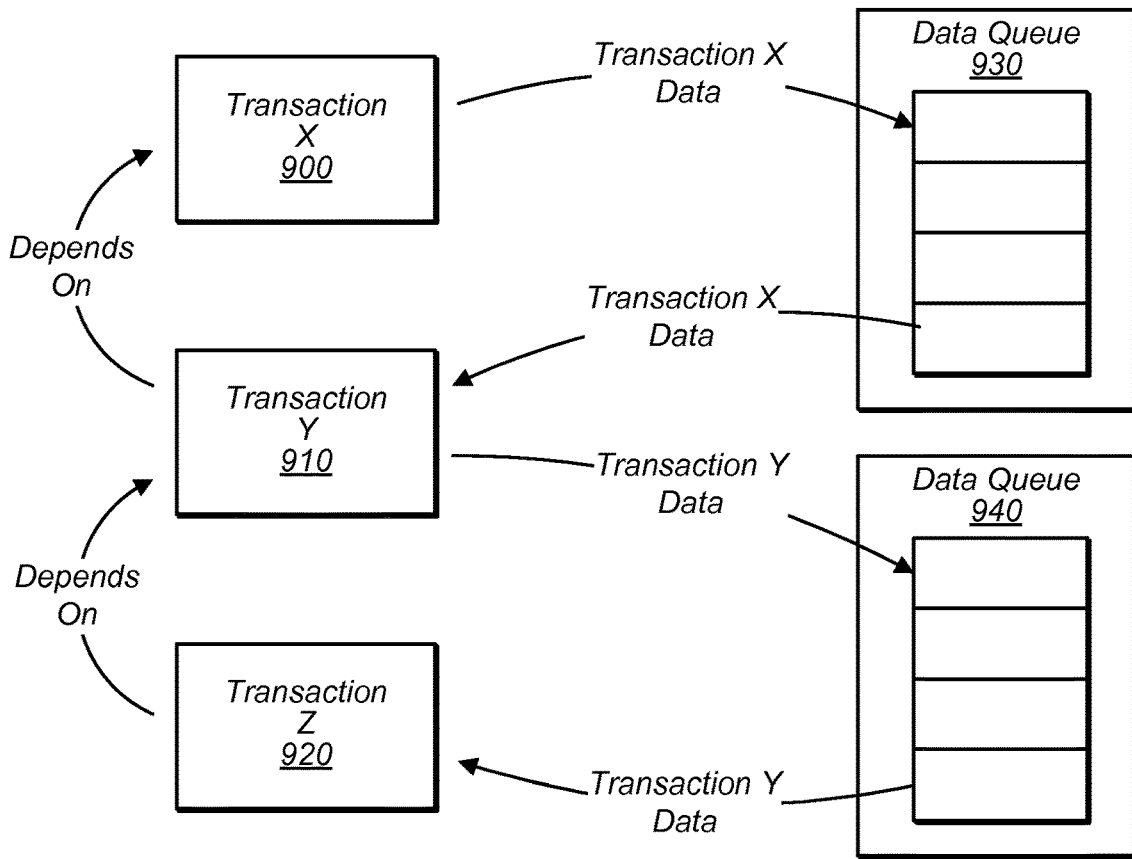 Transaction
X
900
Transaction X
Data
Data Queue
930
Depends
On
Transaction X
Data
Transaction
Y
910
Transaction Y
Data
Data Queue
940
Depends
On
Transaction
Z
920
Transaction Y
Data